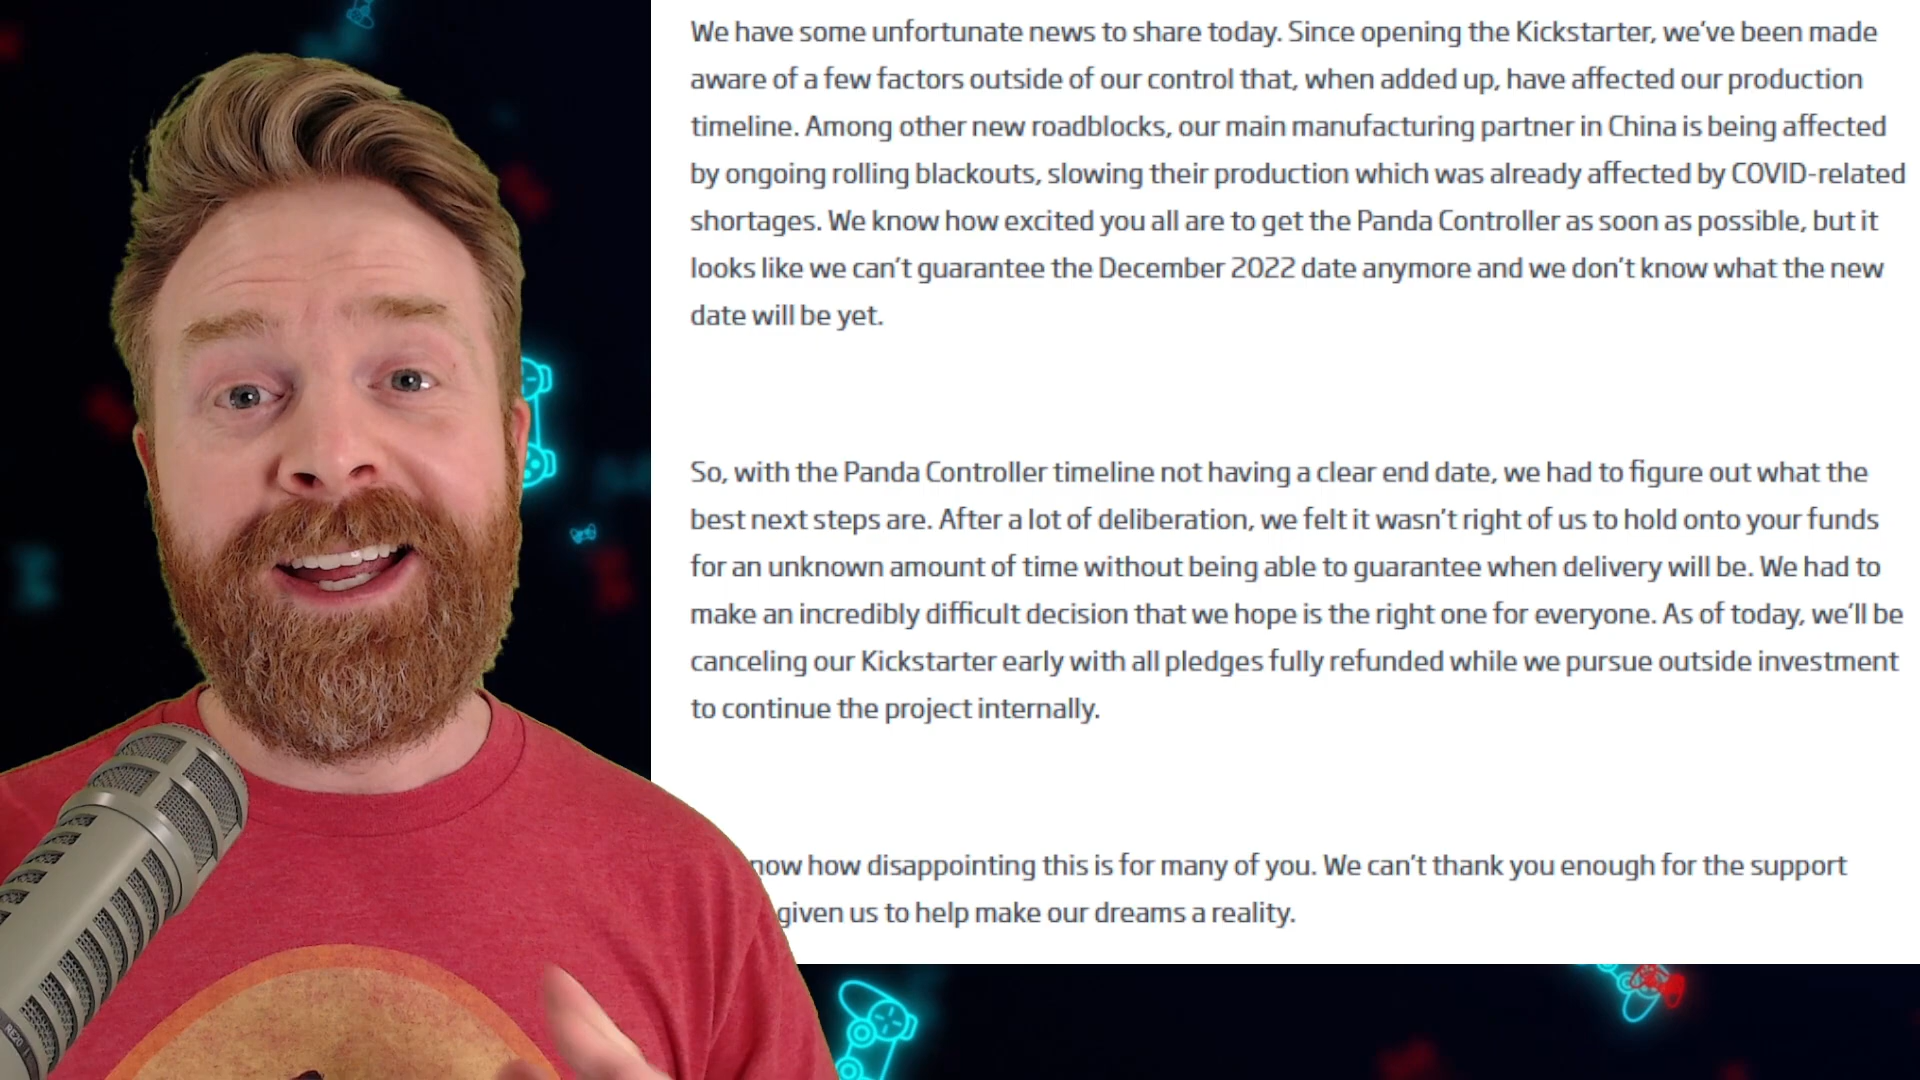 We have some unfortunate news to share today. Since opening the Kickstarter, we've been made
aware of a few factors outside of our control that, when added up, have affected our production
timeline. Among other new roadblocks, our main manufacturing partner in China is being affected
by ongoing rolling blackouts, slowing their production which was already affected by COVID-related
shortages. We know how excited you all are to get the Panda Controller as soon as possible, but it
looks like we can't guarantee the December 2022 date anymore and we don't know what the new
date will be yet.
So, with the Panda Controller timeline not having a clear end date, we had to figure out what the
best next steps are. After a lot of deliberation, we felt it wasn't right of us to hold onto your funds
for an unknown amount of time without being able to guarantee when delivery will be. We had to
make an incredibly difficult decision that we hope is the right one for everyone. As of today, we'll be
canceling our Kickstarter early with all pledges fully refunded while we pursue outside investment
to continue the project internally.
how disappointing this is for many of you. We can't thank you enough for the support
given us to help make our dreams a reality.
RE20